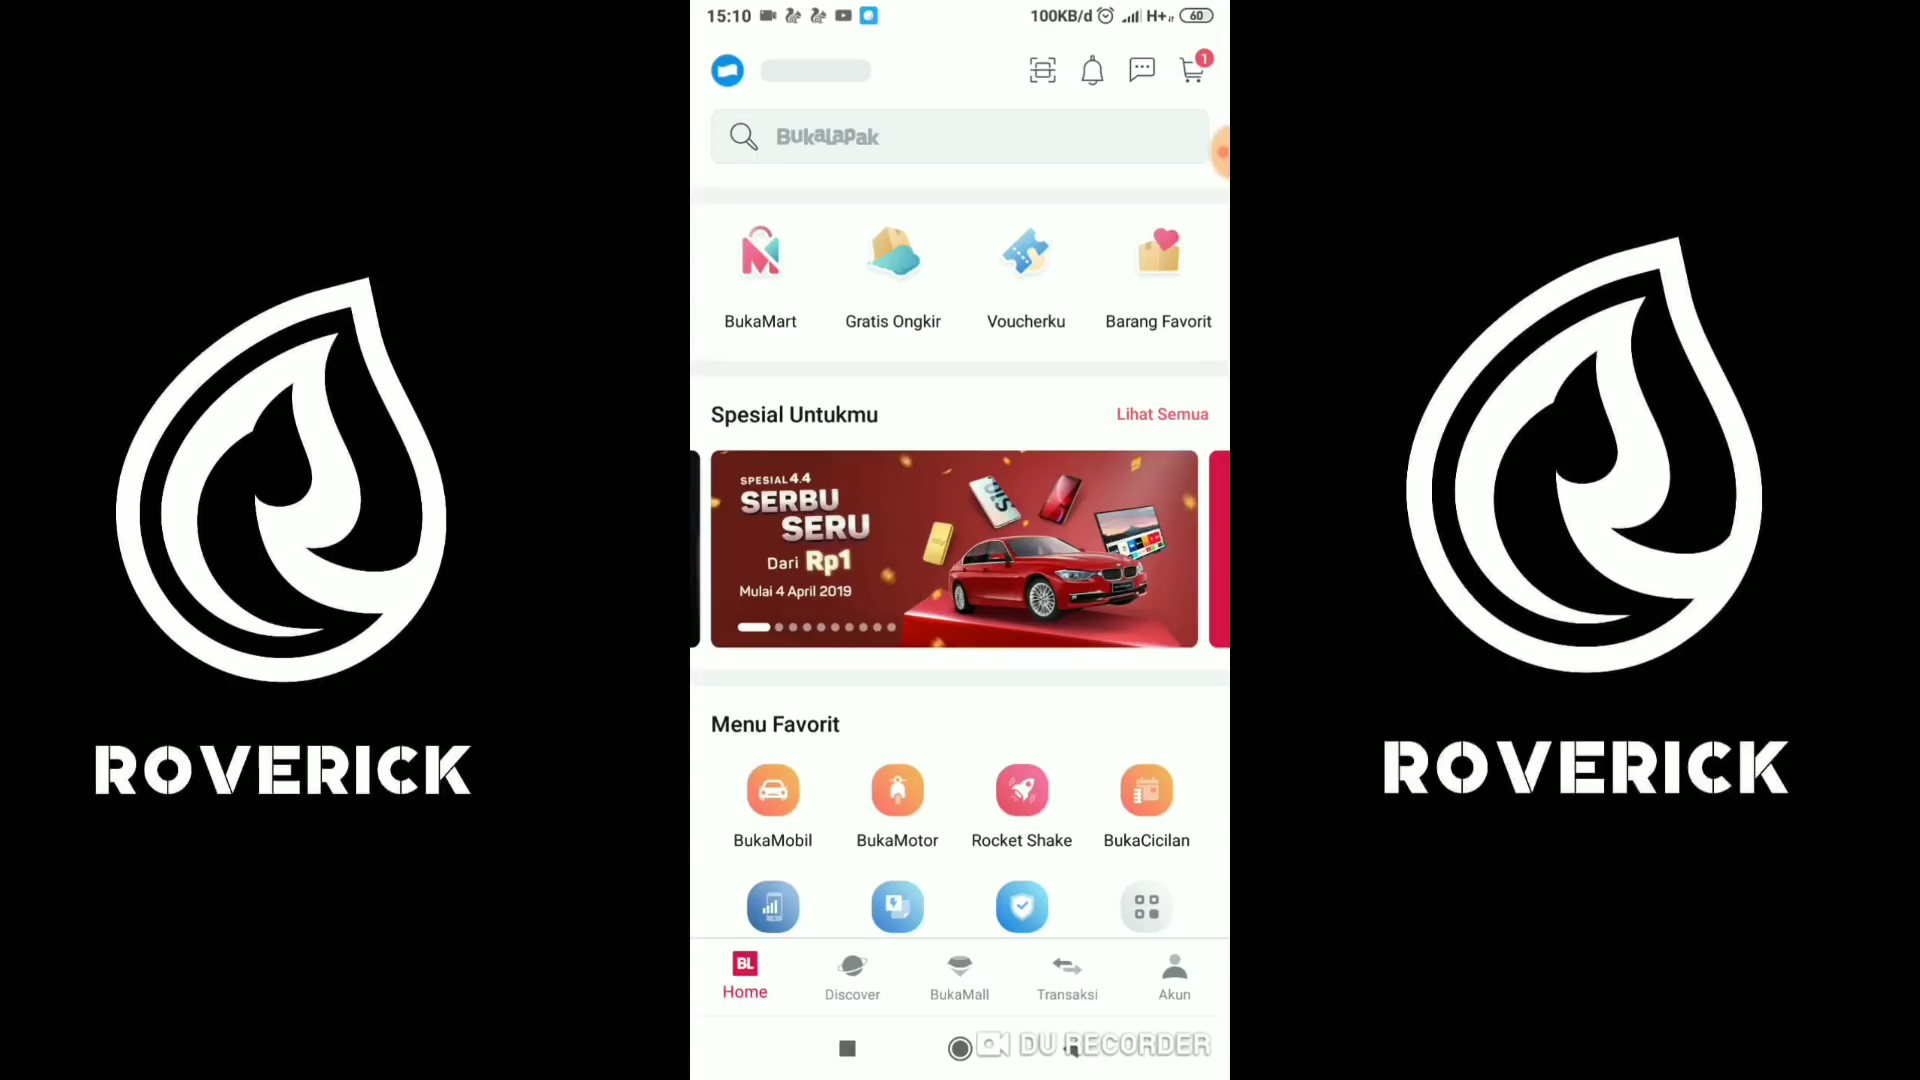 15:10 100KB/d H+ 60
1
BukaLapak
BukaMart Gratis Ongkir Voucherku Barang Favorit
Spesial Untukmu Lihat Semua
SPESIAL 4.4
SERBU
SERU
Dari Rp1
Mulai 4 April 2019
Menu Favorit
BukaMobil BukaMotor Rocket Shake BukaCicilan
BL
Home Discover BukaMall Transaksi Akun
DU RECORDER
ROVERICK
ROVERICK